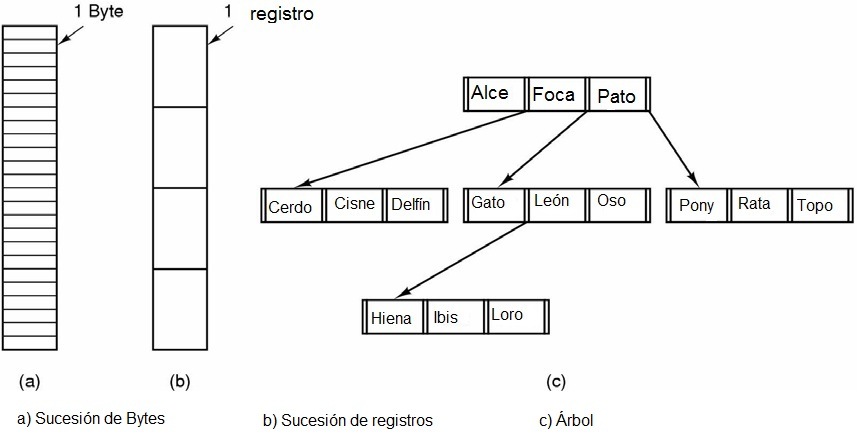 1 Byte
1 registro
Alce Foca Pato
Cerdo Cisne Delfín
Gato León Oso
Pony Rata Topo
Hiena Ibis Loro
(a) (b) (c)
a) Sucesión de Bytes b) Sucesión de registros c) Árbol